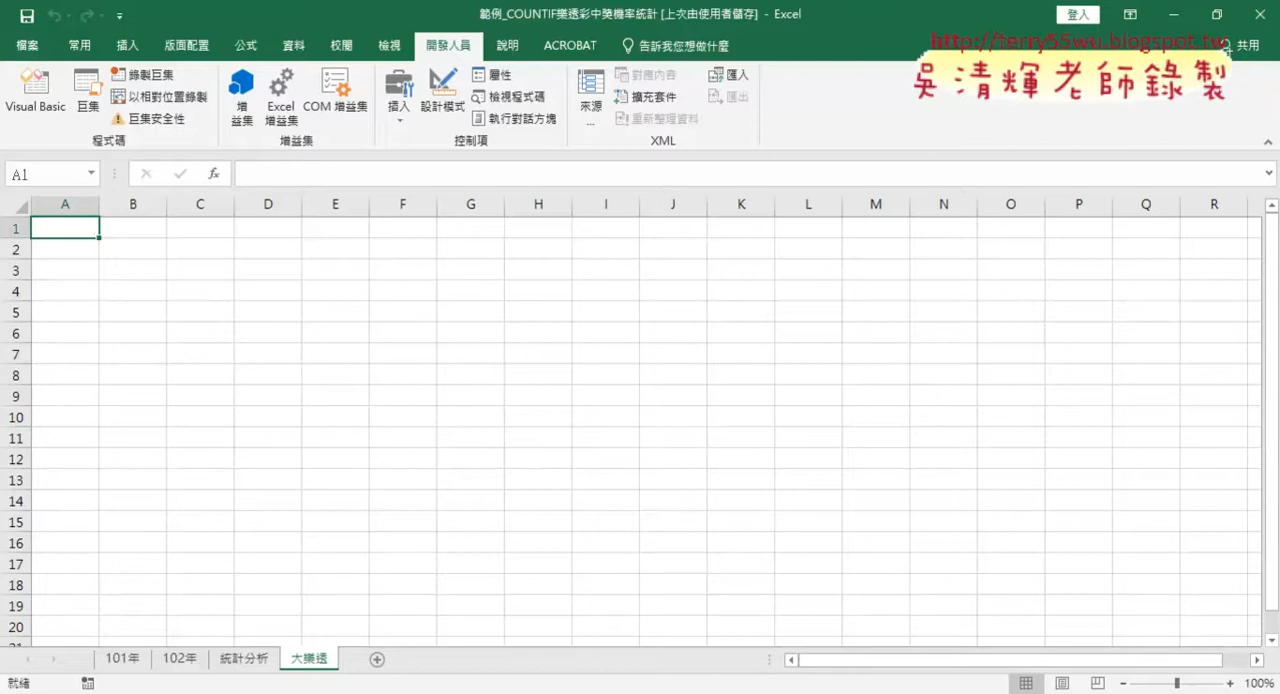 範例_COUNTIF樂透彩中獎機率統計 [上次由使用者儲存] - Excel
登入
檔案 常用 插入 版面配置 公式 資料 校閱 檢視 開發人員 說明 ACROBAT 告訴我您想做什麼 共用
http://terry55wu.blogspot.tw
吳清輝老師錄製
Visual Basic 巨集 錄製巨集 以相對位置錄製 巨集安全性
增益集 Excel 增益集 COM 增益集
插入 設計模式 屬性 檢視程式碼 執行對話方塊
來源... 對應內容 擴充套件 重新整理資料 匯入 匯出
程式碼 增益集 控制項 XML
A1 fx
A B C D E F G H I J K L M N O P Q R
1
2
3
4
5
6
7
8
9
10
11
12
13
14
15
16
17
18
19
20
21
101年 102年 統計分析 大樂透
就緒 100%